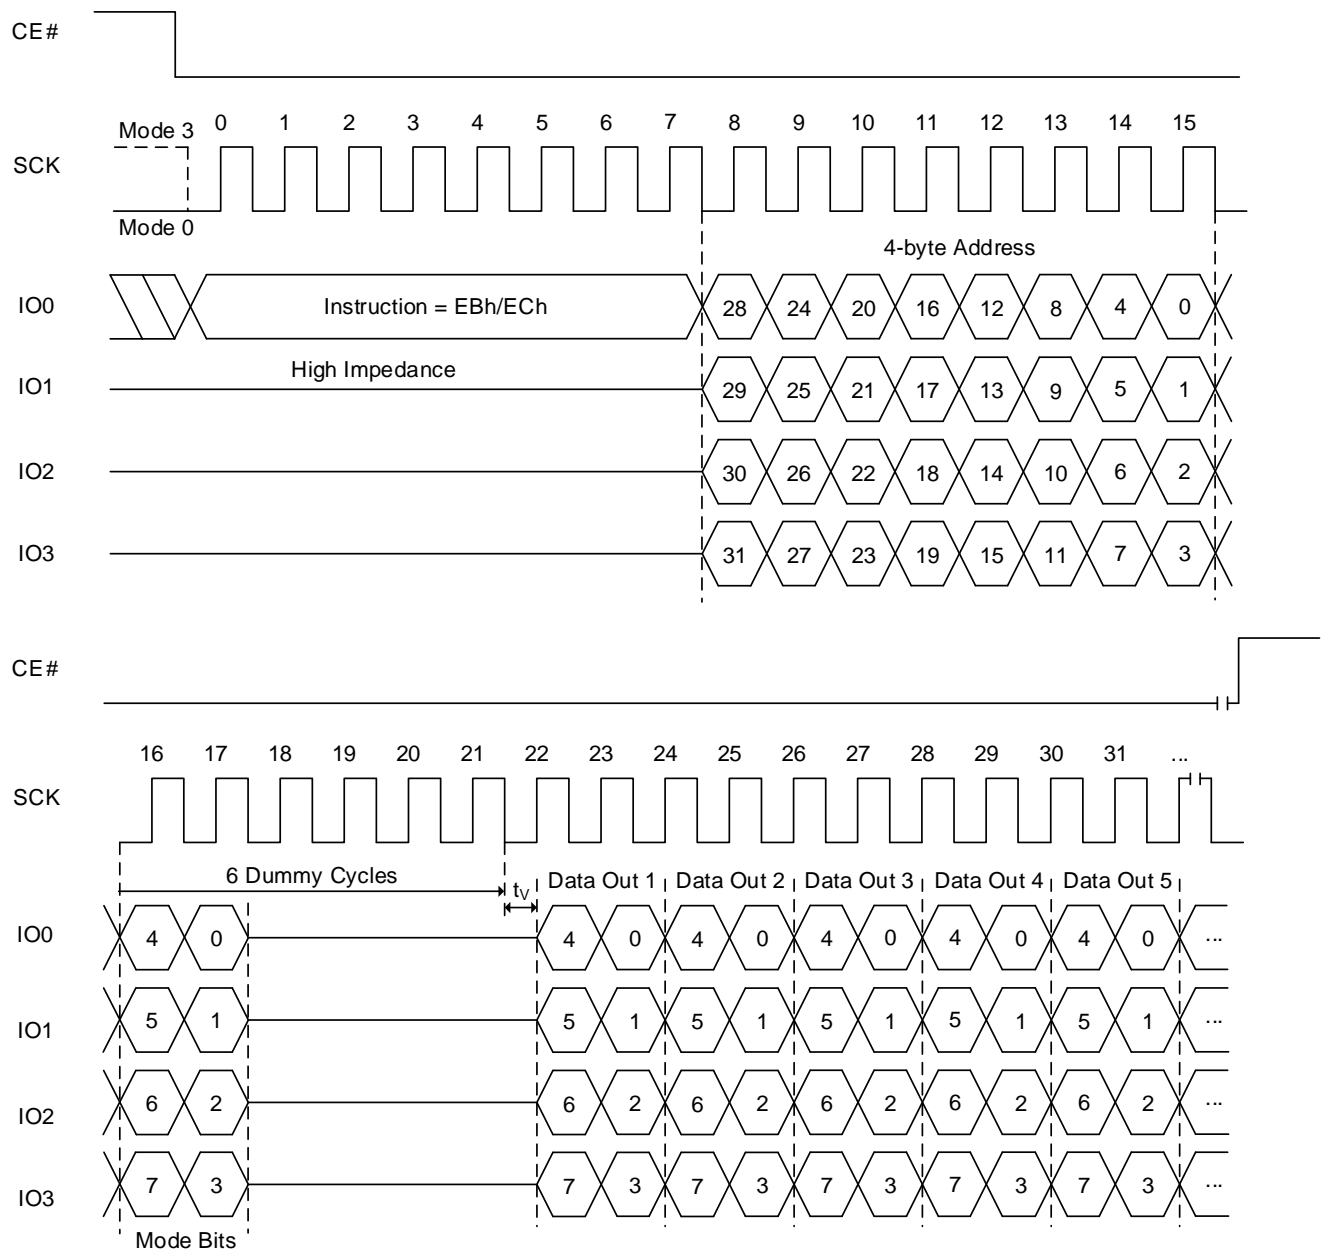 CE#
Mode 3 0 1 2 3 4 5 6 7 8 9 10 11 12 13 14 15
SCK
Mode 0
4-byte Address
IO0 Instruction = EBh/ECh 28 24 20 16 12 8 4 0
High Impedance
IO1 29 25 21 17 13 9 5 1
IO2 30 26 22 18 14 10 6 2
IO3 31 27 23 19 15 11 7 3
CE#
16 17 18 19 20 21 22 23 24 25 26 27 28 29 30 31 ...
SCK
6 Dummy Cycles tV Data Out 1 Data Out 2 Data Out 3 Data Out 4 Data Out 5
IO0 4 0 4 0 4 0 4 0 4 0 4 0 ...
IO1 5 1 5 1 5 1 5 1 5 1 5 1 ...
IO2 6 2 6 2 6 2 6 2 6 2 6 2 ...
IO3 7 3 7 3 7 3 7 3 7 3 7 3 ...
Mode Bits